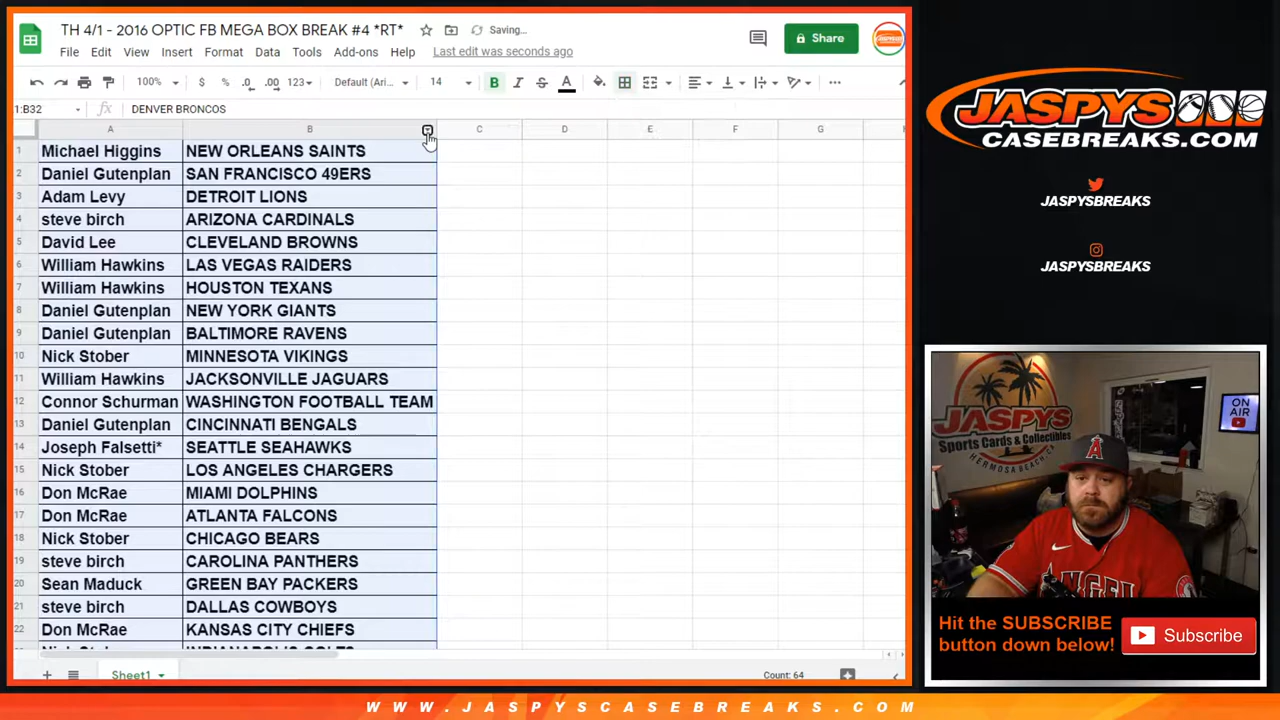 TH 4/1 - 2016 OPTIC FB MEGA BOX BREAK #4 *RT*
Saving...
File Edit View Insert Format Data Tools Add-ons Help Last edit was seconds ago
Share
100% $ % .0 .00 123 Default (Ari... 14 B I S A
1:B32 fx DENVER BRONCOS
A B C D E F G
1 Michael Higgins NEW ORLEANS SAINTS
2 Daniel Gutenplan SAN FRANCISCO 49ERS
3 Adam Levy DETROIT LIONS
4 steve birch ARIZONA CARDINALS
5 David Lee CLEVELAND BROWNS
6 William Hawkins LAS VEGAS RAIDERS
7 William Hawkins HOUSTON TEXANS
8 Daniel Gutenplan NEW YORK GIANTS
9 Daniel Gutenplan BALTIMORE RAVENS
10 Nick Stober MINNESOTA VIKINGS
11 William Hawkins JACKSONVILLE JAGUARS
12 Connor Schurman WASHINGTON FOOTBALL TEAM
13 Daniel Gutenplan CINCINNATI BENGALS
14 Joseph Falsetti* SEATTLE SEAHAWKS
15 Nick Stober LOS ANGELES CHARGERS
16 Don McRae MIAMI DOLPHINS
17 Don McRae ATLANTA FALCONS
18 Nick Stober CHICAGO BEARS
19 steve birch CAROLINA PANTHERS
20 Sean Maduck GREEN BAY PACKERS
21 steve birch DALLAS COWBOYS
22 Don McRae KANSAS CITY CHIEFS
Sheet1
Count: 64
JASPYS
CASEBREAKS.COM
JASPYSBREAKS
JASPYSBREAKS
JASPYS
Sports Cards & Collectibles
HERMOSA BEACH, CA
ON
AIR
A
ANGEL
Hit the SUBSCRIBE
button down below!
Subscribe
WWW.JASPYSCASEBREAKS.COM